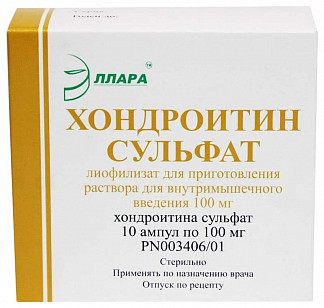 ЭЛЛАРА
ХОНДРОИТИН
СУЛЬФАТ
лиофилизат для приготовления
раствора для внутримышечного
введения 100 мг
хондроитина сульфат
10 ампул по 100 мг
PN003406/01
Стерильно
Применять по назначению врача
Отпуск по рецепту